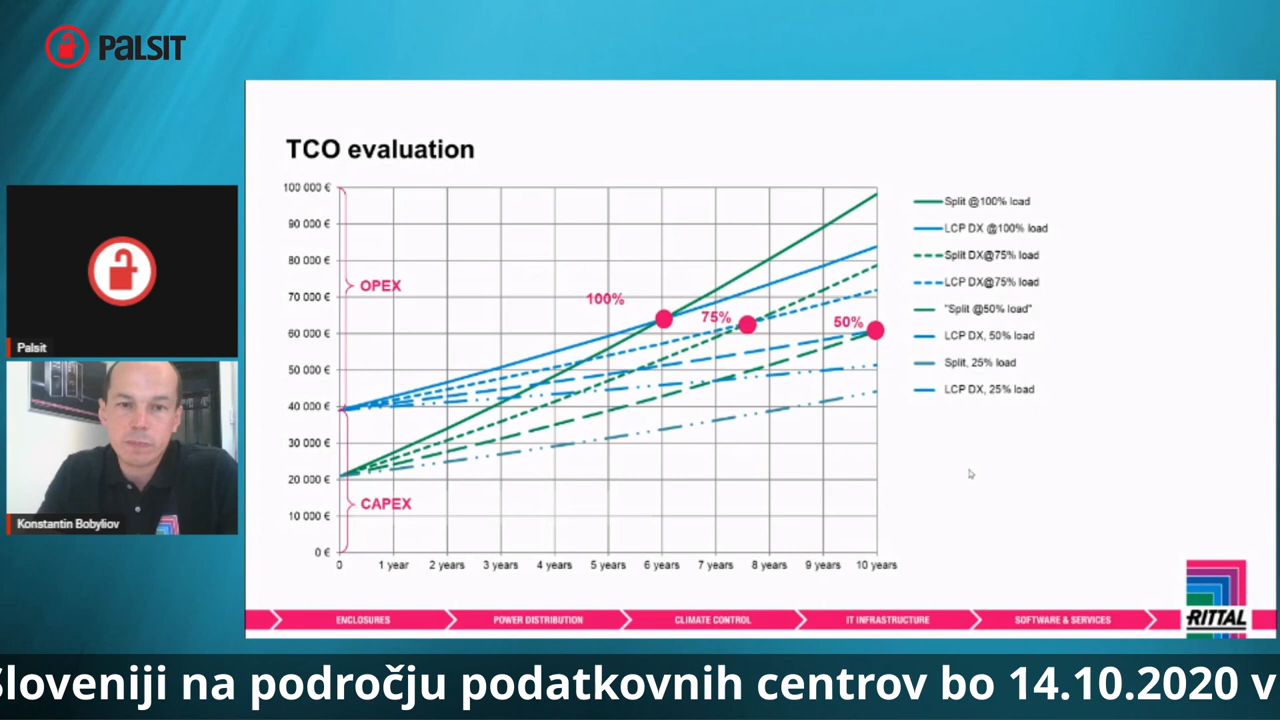 PALSIT
TCO evaluation
100 000 €
90 000 €
80 000 €
70 000 €
60 000 €
50 000 €
40 000 €
30 000 €
20 000 €
10 000 €
0 €
0
1 year
2 years
3 years
4 years
5 years
6 years
7 years
8 years
9 years
10 years
OPEX
CAPEX
100%
75%
50%
Split @100% load
LCP DX @100% load
Split DX@75% load
LCP DX@75% load
"Split @50% load"
LCP DX, 50% load
Split, 25% load
LCP DX, 25% load
Palsit
Konstantin Bobyliov
ENCLOSURES
POWER DISTRIBUTION
CLIMATE CONTROL
IT INFRASTRUCTURE
SOFTWARE & SERVICES
RITTAL
Sloveniji na področju podatkovnih centrov bo 14.10.2020 v